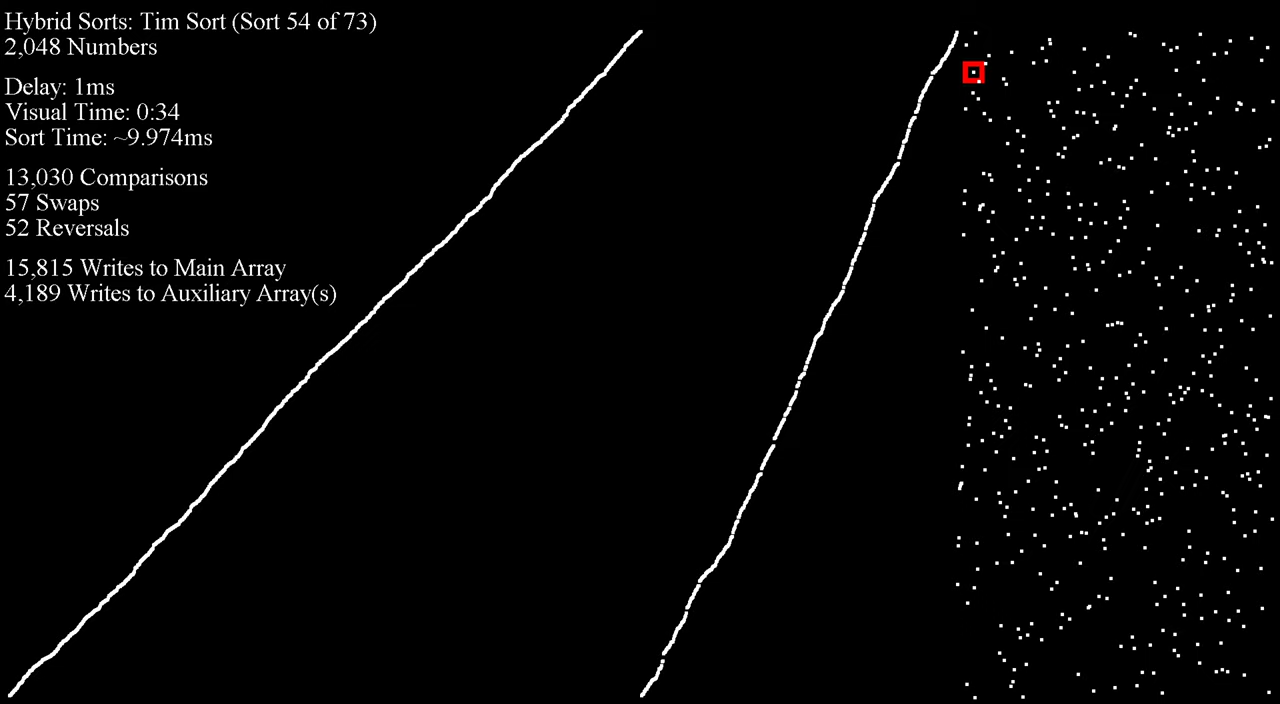 Hybrid Sorts: Tim Sort (Sort 54 of 73)
2,048 Numbers
Delay: 1ms
Visual Time: 0:34
Sort Time: ~9.974ms
13,030 Comparisons
57 Swaps
52 Reversals
15,815 Writes to Main Array
4,189 Writes to Auxiliary Array(s)